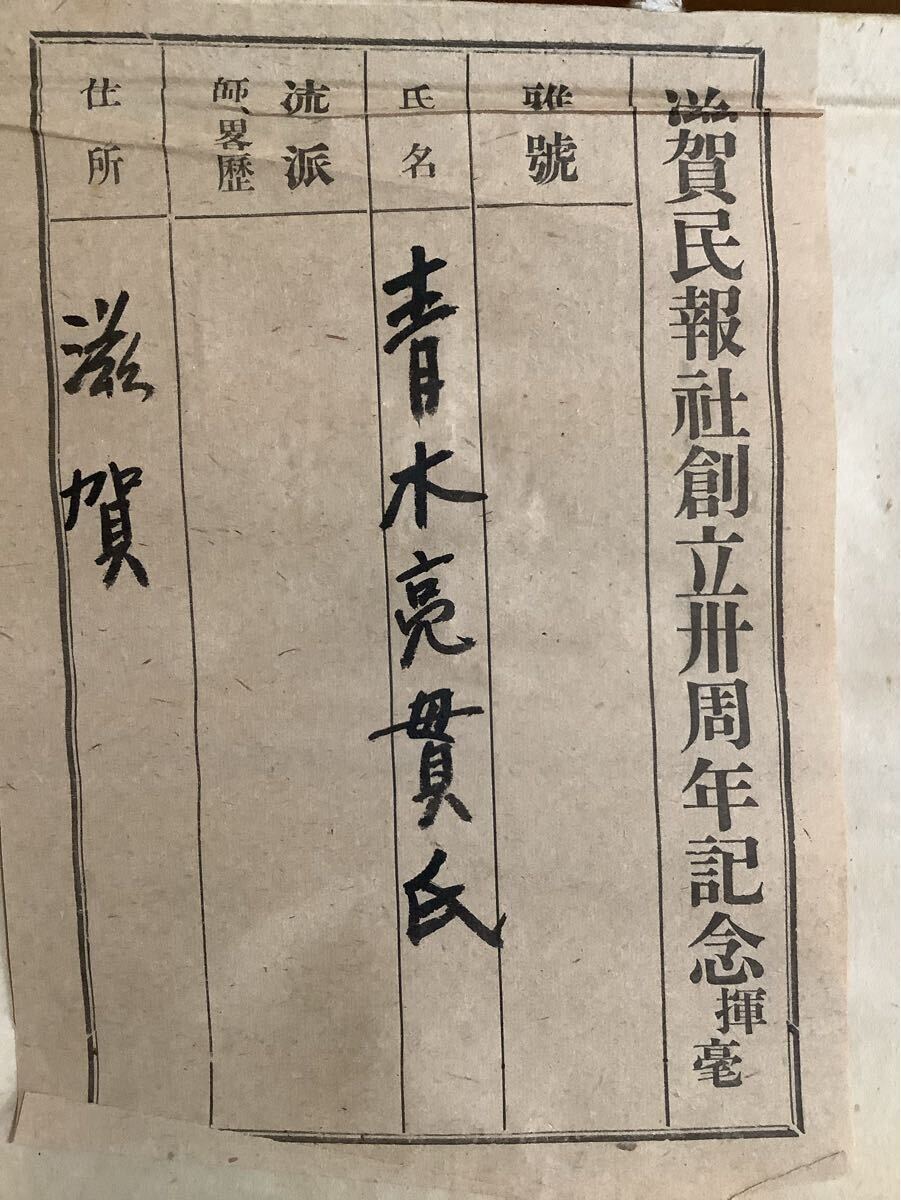 滋賀民報社創立卅周年記念揮毫
雅號
氏名
青木亮貫氏
流派
師、畧歴
住所
滋賀